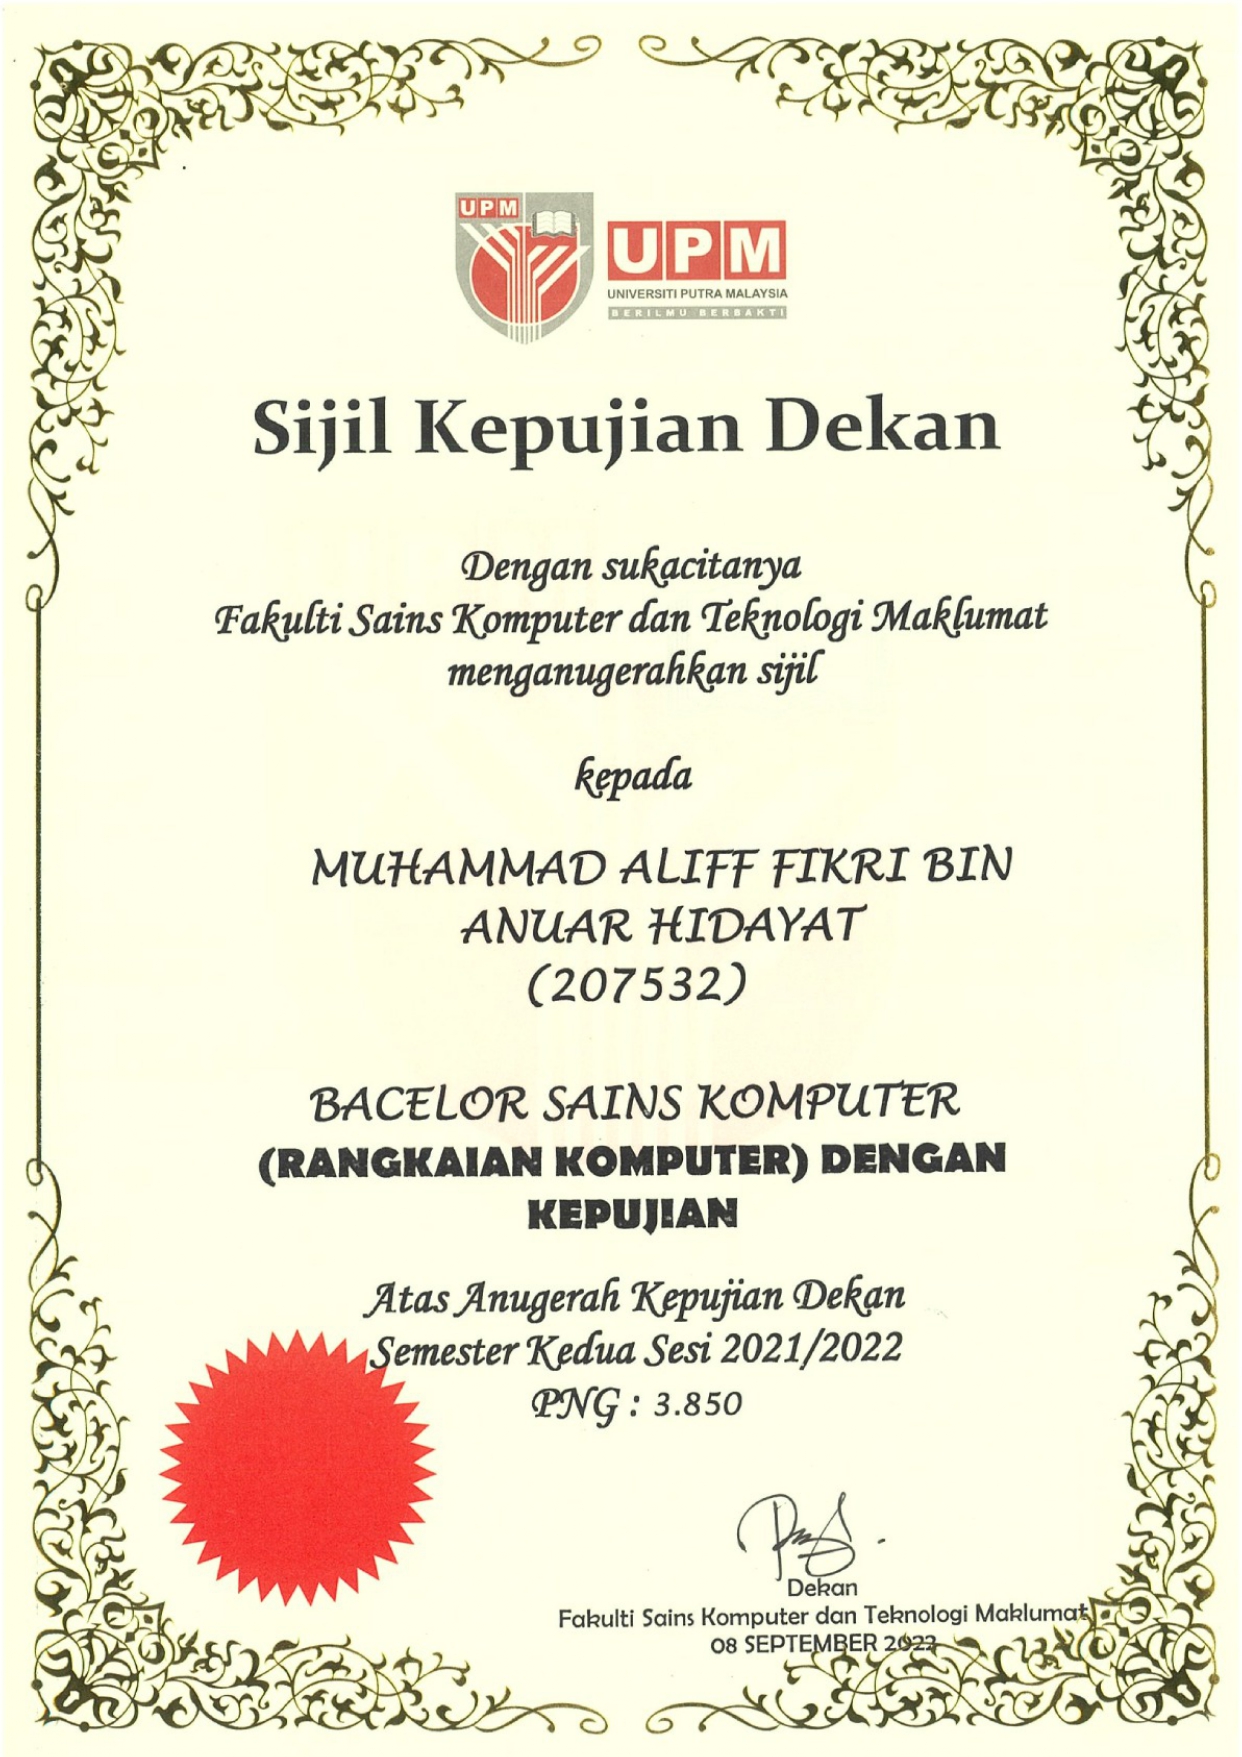 UPM
UPM
UNIVERSITI PUTRA MALAYSIA
BERILMU BERBAKTI
Sijil Kepujian Dekan
Dengan sukacitanya
Fakulti Sains Komputer dan Teknologi Maklumat
menganugerahkan sijil
kepada
MUHAMMAD ALIFF FIKRI BIN
ANUAR HIDAYAT
(207532)
BACELOR SAINS KOMPUTER
(RANGKAIAN KOMPUTER) DENGAN
KEPUJIAN
Atas Anugerah Kepujian Dekan
Semester Kedua Sesi 2021/2022
PNG : 3.850
Dekan
Fakulti Sains Komputer dan Teknologi Maklumat
08 SEPTEMBER 2022